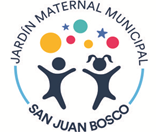 JARDÍN MATERNAL MUNICIPAL
SAN JUAN BOSCO